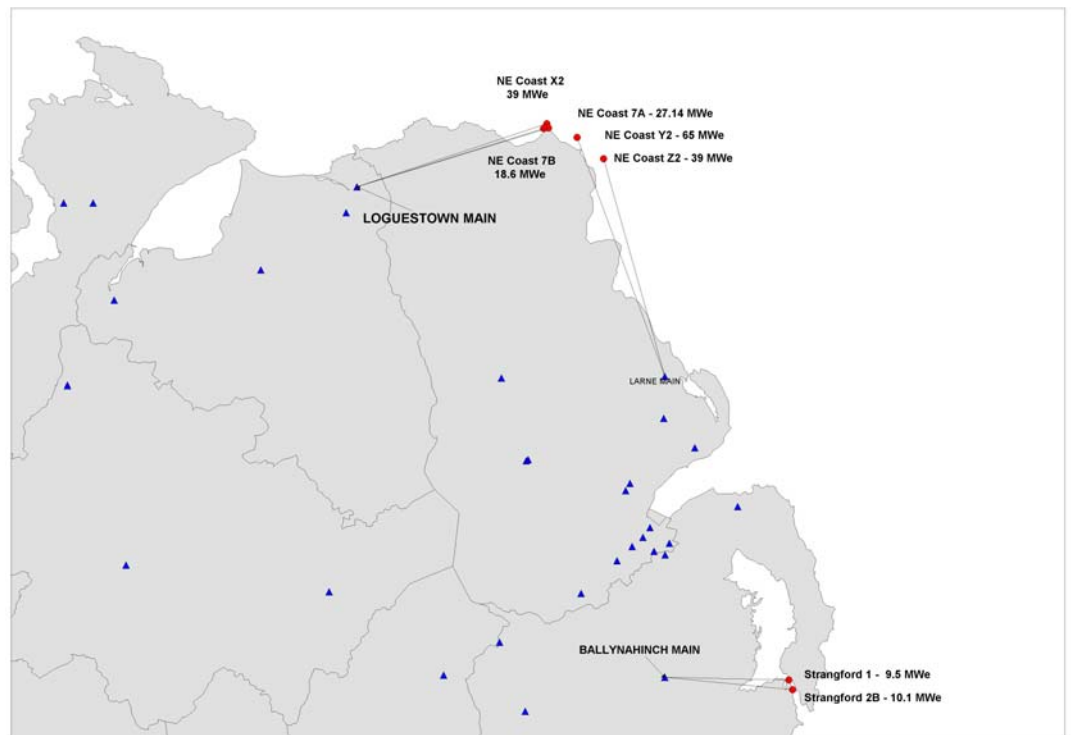 NE Coast X2
39 MWe
NE Coast 7A - 27.14 MWe
NE Coast Y2 - 65 MWe
NE Coast Z2 - 39 MWe
NE Coast 7B
18.6 MWe
LOGUESTOWN MAIN
LARNE MAIN
BALLYNAHINCH MAIN
Strangford 1 - 9.5 MWe
Strangford 2B - 10.1 MWe